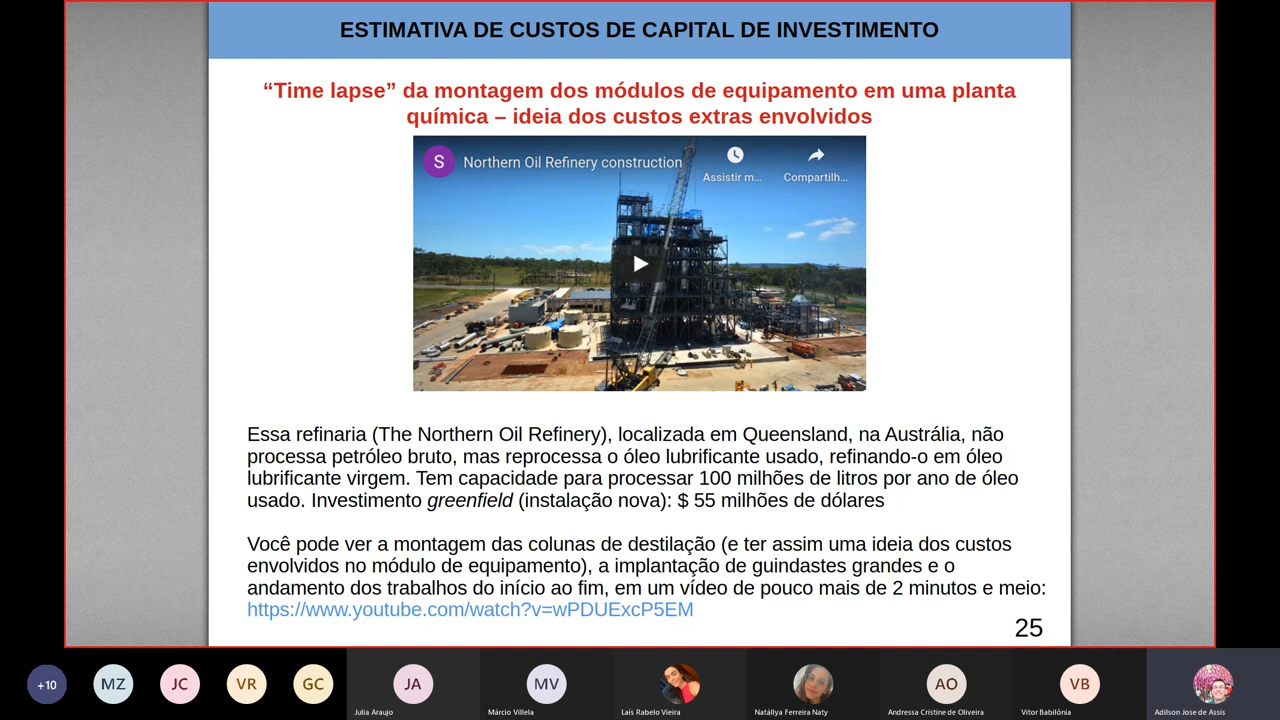 ESTIMATIVA DE CUSTOS DE CAPITAL DE INVESTIMENTO
“Time lapse” da montagem dos módulos de equipamento em uma planta
química – ideia dos custos extras envolvidos
S
Northern Oil Refinery construction
Assistir m...
Compartilh...
Essa refinaria (The Northern Oil Refinery), localizada em Queensland, na Austrália, não
processa petróleo bruto, mas reprocessa o óleo lubrificante usado, refinando-o em óleo
lubrificante virgem. Tem capacidade para processar 100 milhões de litros por ano de óleo
usado. Investimento greenfield (instalação nova): $ 55 milhões de dólares
Você pode ver a montagem das colunas de destilação (e ter assim uma ideia dos custos
envolvidos no módulo de equipamento), a implantação de guindastes grandes e o
andamento dos trabalhos do início ao fim, em um vídeo de pouco mais de 2 minutos e meio:
https://www.youtube.com/watch?v=wPDUExcP5EM
25
+10
MZ
JC
VR
GC
JA
MV
AO
VB
Julia Araujo
Márcio Villela
Laís Rabelo Vieira
Natállya Ferreira Naty
Andressa Cristine de Oliveira
Vitor Babilônia
Adilson Jose de Assis